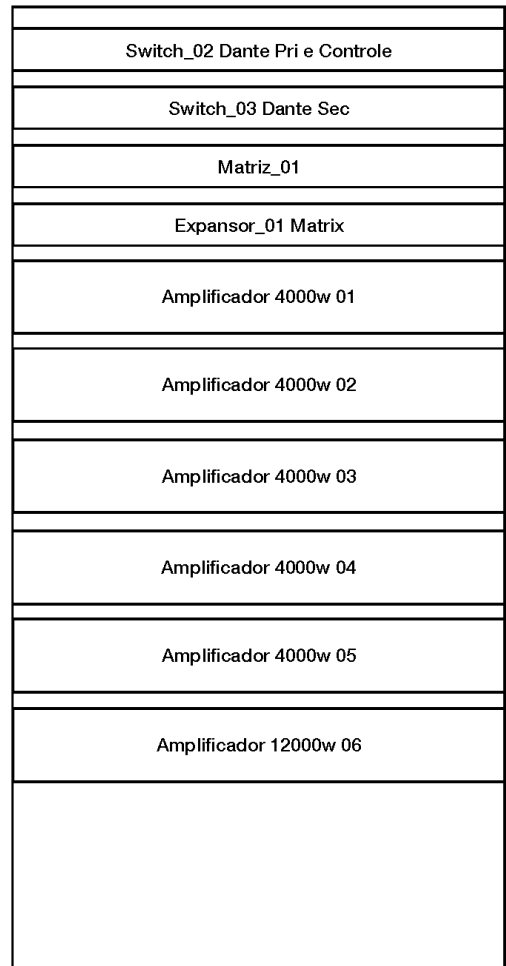 Switch_02 Dante Pri e Controle
Switch_03 Dante Sec
Matriz_01
Expansor_01 Matrix
Amplificador 4000w 01
Amplificador 4000w 02
Amplificador 4000w 03
Amplificador 4000w 04
Amplificador 4000w 05
Amplificador 12000w 06